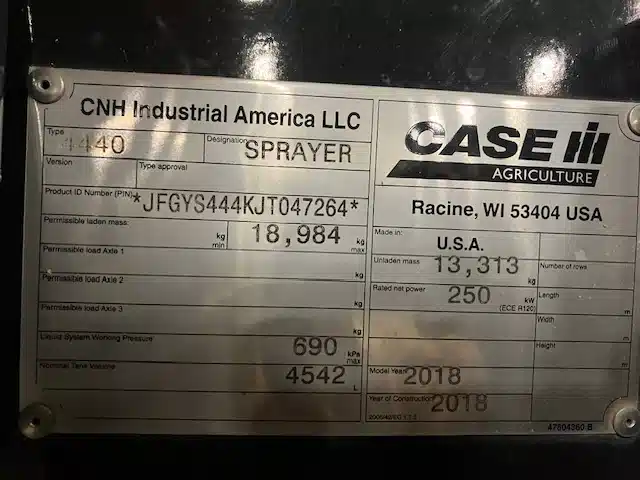 CNH Industrial America LLC
Type
4440
Designation
SPRAYER
Version
Type approval
Product ID Number (PIN)
*JFGYS444KJT047264*
Permissible laden mass
kg
min
18,984
kg
max
Permissible load Axle 1
kg
Permissible load Axle 2
kg
Permissible load Axle 3
kg
Liquid System Working Pressure
690
kPa
max
Nominal Tank Volume
4542
L
CASE IH
AGRICULTURE
Racine, WI 53404 USA
Made in:
U.S.A.
Unladen mass
13,313
kg
Number of rows
Rated net power
250
kW
(ECE R120)
Length
m
Width
m
Height
m
Model Year
2018
Year of Construction
2018
47804360 B